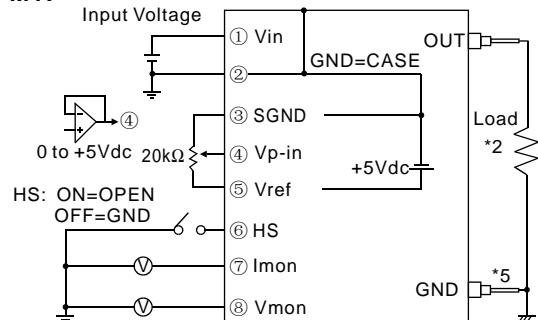 Input Voltage
① Vin
OUT
②
GND=CASE
③ SGND
Load
*2
④
0 to +5Vdc
20kΩ
④ Vp-in
+5Vdc
⑤ Vref
HS: ON=OPEN
OFF=GND
⑥ HS
V
⑦ Imon
*5
GND
V
⑧ Vmon